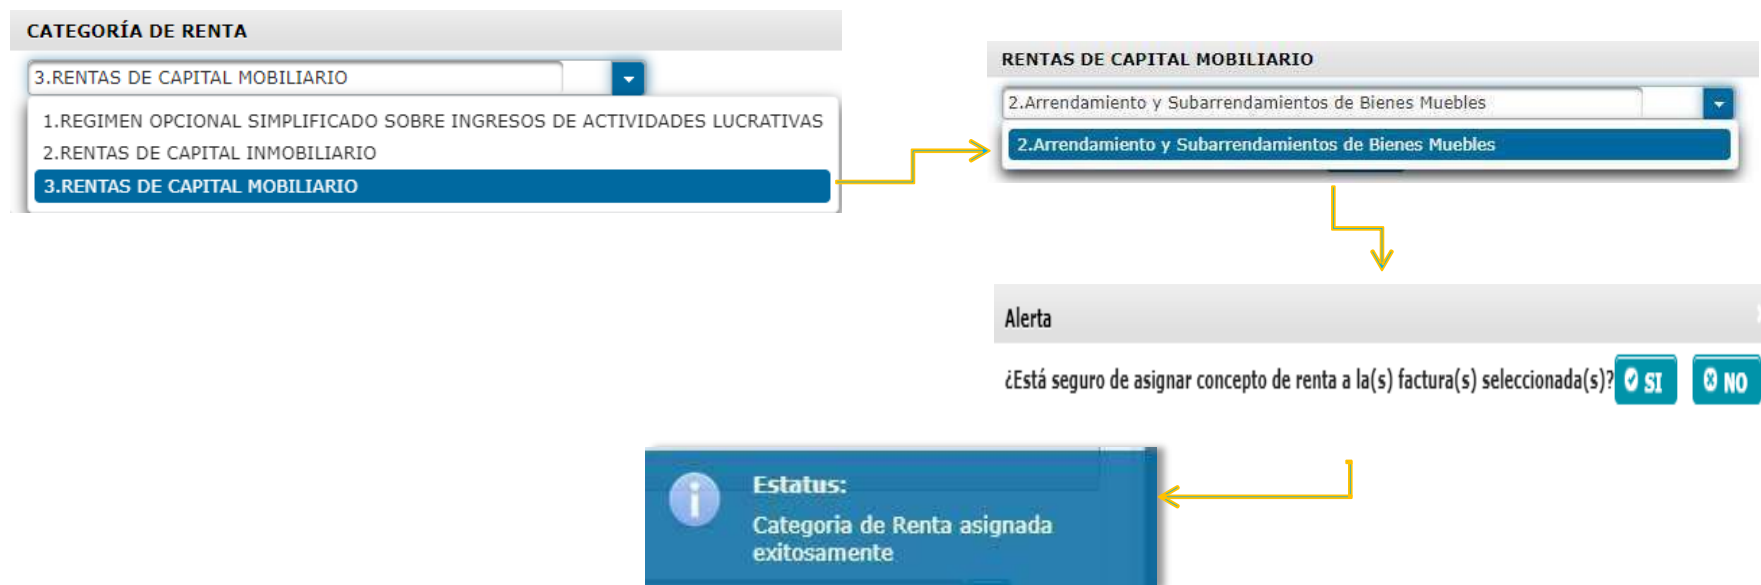 CATEGORÍA DE RENTA
3.RENTAS DE CAPITAL MOBILIARIO
1.REGIMEN OPCIONAL SIMPLIFICADO SOBRE INGRESOS DE ACTIVIDADES LUCRATIVAS
2.RENTAS DE CAPITAL INMOBILIARIO
3.RENTAS DE CAPITAL MOBILIARIO
RENTAS DE CAPITAL MOBILIARIO
2.Arrendamiento y Subarrendamientos de Bienes Muebles
2.Arrendamiento y Subarrendamientos de Bienes Muebles
Alerta
¿Está seguro de asignar concepto de renta a la(s) factura(s) seleccionada(s)? SI NO
Estatus:
Categoria de Renta asignada
exitosamente